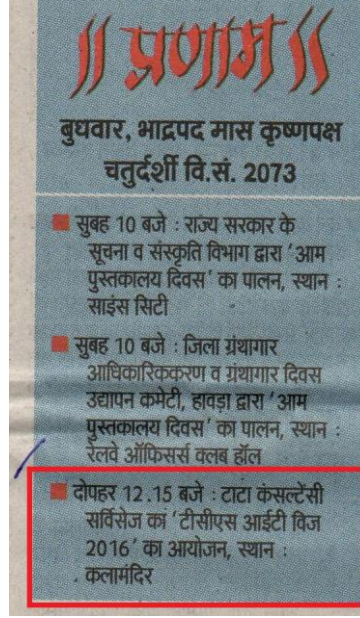 ॥ प्रणाम ॥
बुधवार, भाद्रपद मास कृष्णपक्ष
चतुर्दर्शी वि.सं. 2073
सुबह 10 बजे : राज्य सरकार के
सूचना व संस्कृति विभाग द्वारा 'आम
पुस्तकालय दिवस' का पालन, स्थान :
साइंस सिटी
सुबह 10 बजे : जिला ग्रंथागार
आधिकारिककरण व ग्रंथागार दिवस
उद्यापन कमेटी, हावड़ा द्वारा 'आम
पुस्तकालय दिवस' का पालन, स्थान :
रेलवे ऑफिसर्स क्लब हॉल
दोपहर 12.15 बजे : टाटा कंसल्टेंसी
सर्विसेज कां 'टीसीएस आईटी विज
2016' का आयोजन, स्थान :
कलामंदिर